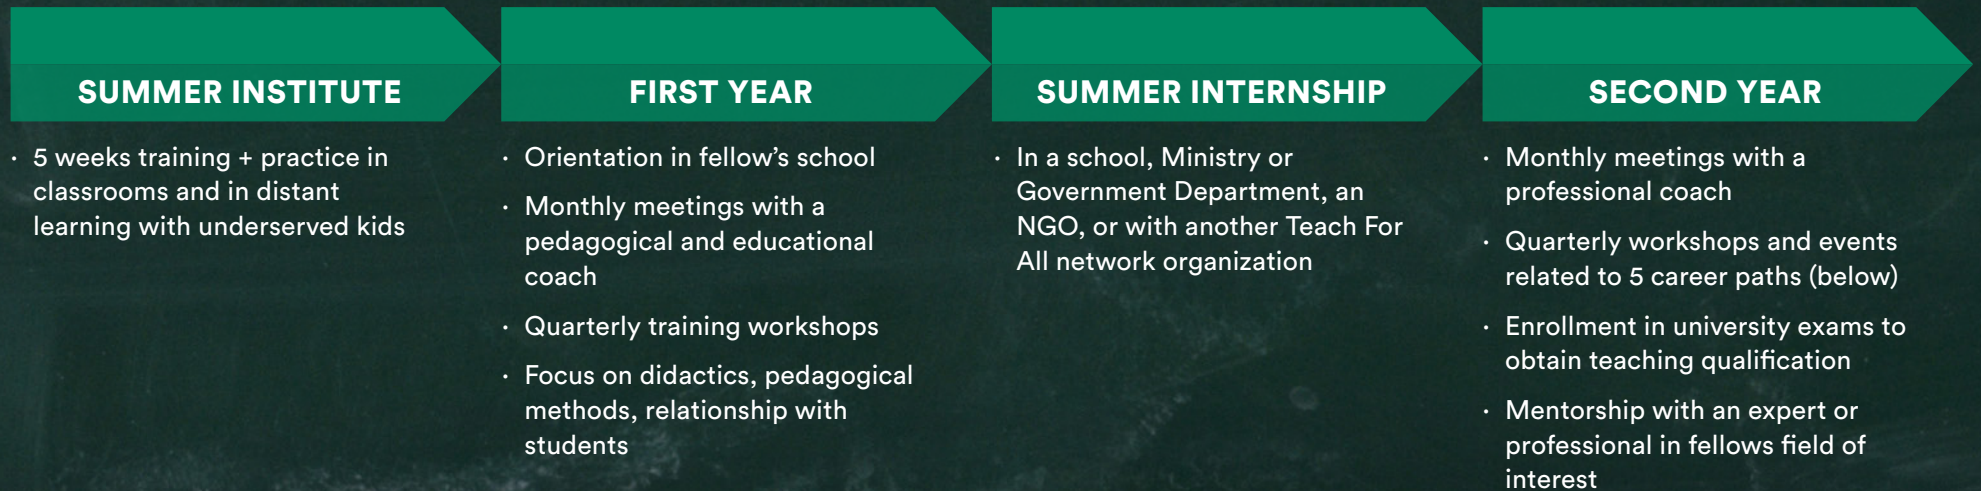 SUMMER INSTITUTE
· 5 weeks training + practice in
classrooms and in distant
learning with underserved kids
FIRST YEAR
· Orientation in fellow’s school
· Monthly meetings with a
pedagogical and educational
coach
· Quarterly training workshops
· Focus on didactics, pedagogical
methods, relationship with
students
SUMMER INTERNSHIP
· In a school, Ministry or
Government Department, an
NGO, or with another Teach For
All network organization
SECOND YEAR
· Monthly meetings with a
professional coach
· Quarterly workshops and events
related to 5 career paths (below)
· Enrollment in university exams to
obtain teaching qualification
· Mentorship with an expert or
professional in fellows field of
interest